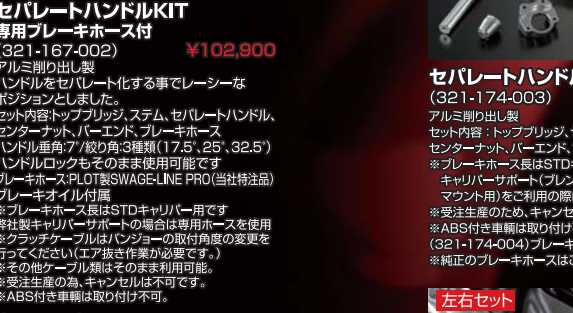 セパレートハンドルKIT
専用ブレーキホース付
(321-167-002) ¥102,900
アルミ削り出し製
ハンドルをセパレート化する事でレーシーな
ポジションとしました。
セット内容:トップブリッジ、ステム、セパレートハンドル、
センターナット、バーエンド、ブレーキホース
ハンドル垂角:7°/絞り角:3種類(17.5°、25°、32.5°)
ハンドルロックもそのまま使用可能です
ブレーキホース:PLOT製SWAGE-LINE PRO(当社特注品)
ブレーキオイル付属
※ブレーキホース長はSTDキャリパー用です
弊社製キャリパーサポートの場合は専用ホースを使用
※クラッチケーブルはバンジョーの取付角度の変更を
行ってください(エア抜き作業が必要です。)
※その他ケーブル類はそのまま利用可能。
※受注生産の為、キャンセルは不可です。
※ABS付き車輌は取り付け不可。
セパレートハンドル
(321-174-003)
アルミ削り出し製
セット内容:トップブリッジ、
センターナット、バーエンド、
※ブレーキホース長はSTD
キャリパーサポート(ブレン
マウント用)をご利用の際
※受注生産のため、キャンセ
※ABS付き車輌は取り付け
(321-174-004)ブレーキ
※純正のブレーキホースはご
左右セット